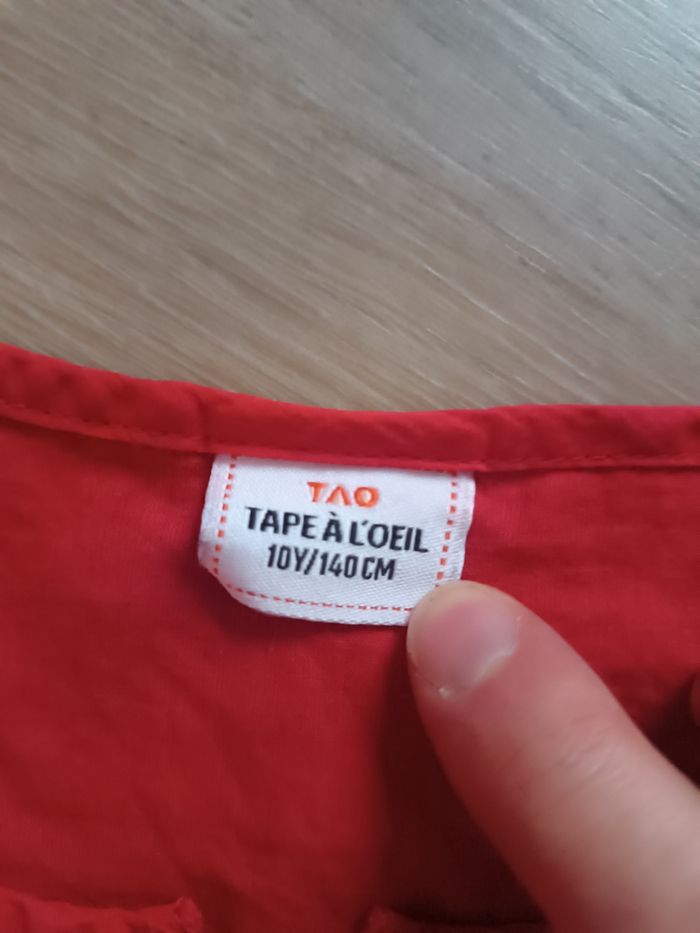 TAO
TAPE À L'OEIL
10Y/140 CM